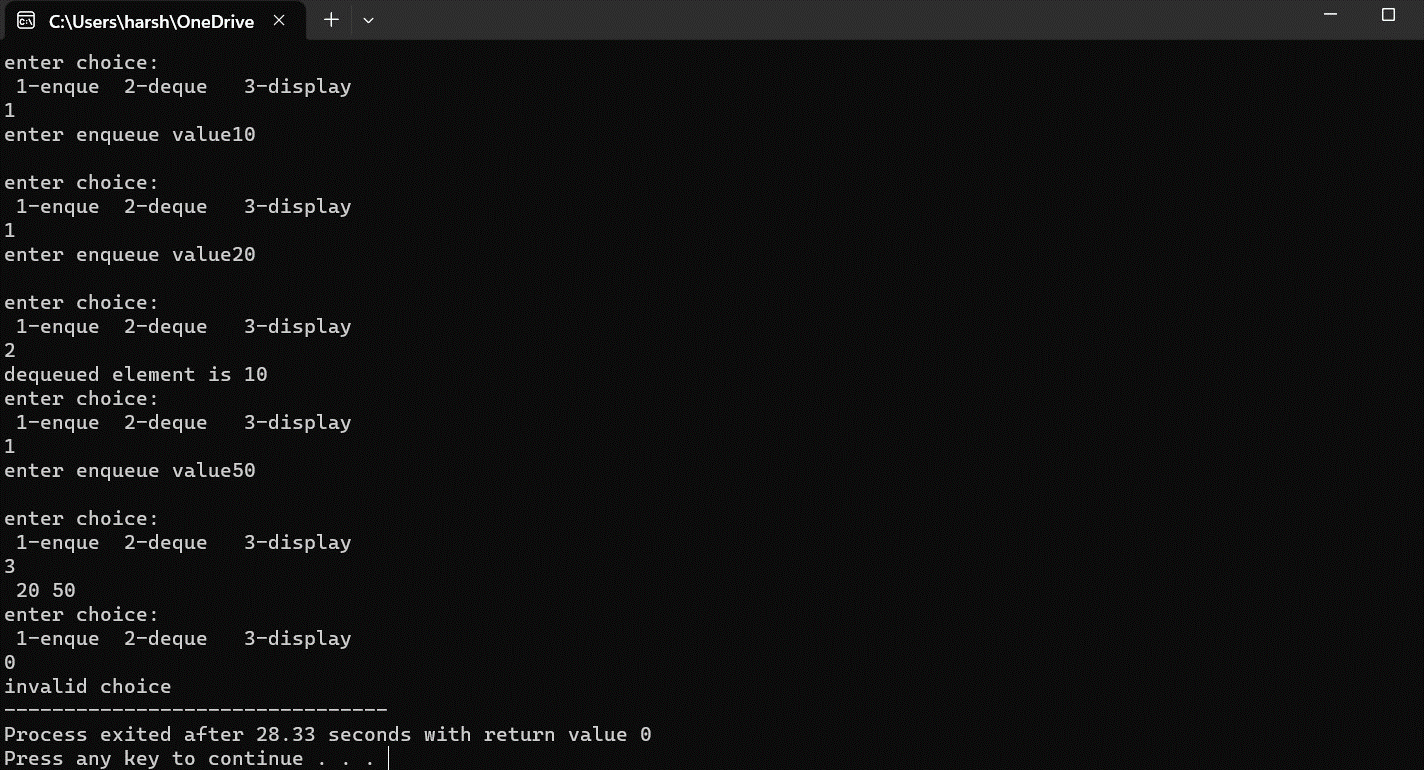 C:\Users\harsh\OneDrive
enter choice:
 1-enque  2-deque   3-display
1
enter enqueue value10

enter choice:
 1-enque  2-deque   3-display
1
enter enqueue value20

enter choice:
 1-enque  2-deque   3-display
2
dequeued element is 10
enter choice:
 1-enque  2-deque   3-display
1
enter enqueue value50

enter choice:
 1-enque  2-deque   3-display
3
 20 50
enter choice:
 1-enque  2-deque   3-display
0
invalid choice
--------------------------------
Process exited after 28.33 seconds with return value 0
Press any key to continue . . .